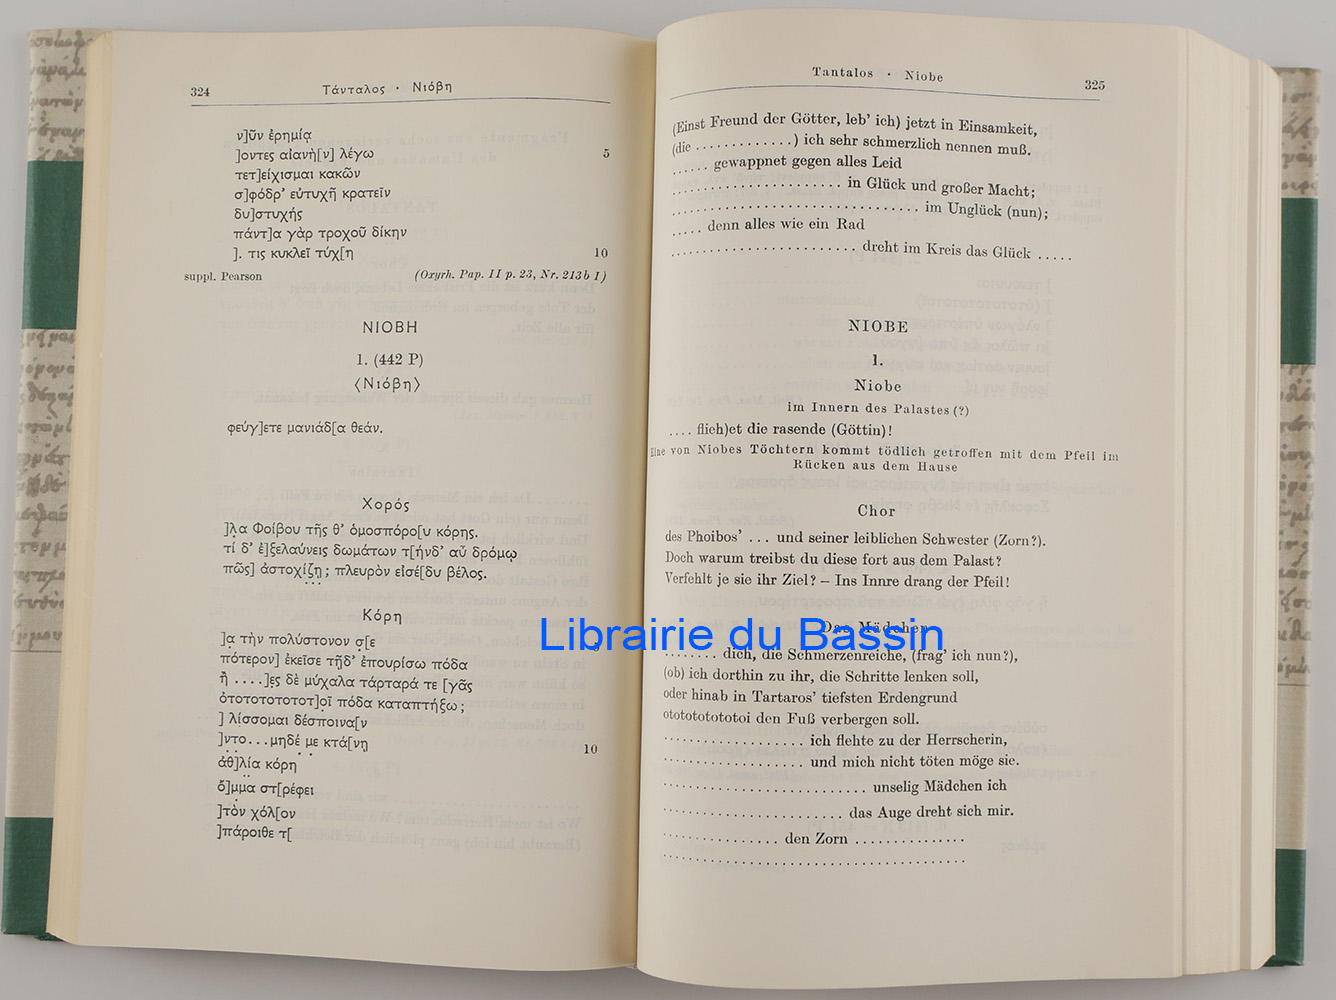 324
Τάνταλος · Νιόβη
ν]ῦν ἐρημίᾳ
]οντες αἰανὴ[ν] λέγω 5
τετ]είχισμαι κακῶν
σ]φόδρ’ εὐτυχῆ κρατεῖν
δυ]στυχής
πάντ]α γὰρ τροχοῦ δίκην
]. τις κυκλεῖ τύχ[η 10
suppl. Pearson (Oxyrh. Pap. II p. 23, Nr. 213b I)
ΝΙΟΒΗ
1. (442 P)
⟨Νιόβη⟩
φεύγ]ετε μανιάδ[α θεάν.
Χορός
]λα Φοίβου τῆς θ’ ὁμοσπόρο[υ κόρης.
τί δ’ ἐ]ξελαύνεις δωμάτων τ[ήνδ’ αὖ δρόμῳ
πῶς] ἀστοχίζῃ; πλευρὸν εἰσέ[δυ βέλος.
Κόρη
]α τὴν πολύστονον σ[ε 5
πότερον] ἐκεῖσε τῇδ’ ἐπουρίσω πόδα
ἢ ....]ες δὲ μύχαλα τάρταρά τε [γᾶς
ὀτοτοτοτοτοτ]οῖ πόδα καταπτήξω;
] λίσσομαι δέσποινα[ν
]ντο...μηδέ με κτάν[η 10
ἀθ]λία κόρη
ὄ]μμα στ[ρέφει
]τὸν χόλ[ον
]πάροιθε τ[
Tantalos · Niobe
325
(Einst Freund der Götter, leb’ ich) jetzt in Einsamkeit,
(die .............) ich sehr schmerzlich nennen muß.
...... gewappnet gegen alles Leid
....................... in Glück und großer Macht;
................................. im Unglück (nun);
..... denn alles wie ein Rad
......................... dreht im Kreis das Glück .....
NIOBE
1.
Niobe
im Innern des Palastes (?)
.... flich)et die rasende (Göttin)!
Eine von Niobes Töchtern kommt tödlich getroffen mit dem Pfeil im
Rücken aus dem Hause
Chor
des Phoibos’ ... und seiner leiblichen Schwester (Zorn?).
Doch warum treibst du diese fort aus dem Palast?
Verfehlt je sie ihr Ziel? – Ins Innre drang der Pfeil!
Das Mädchen
........ dich, die Schmerzenreiche, (frag’ ich nun?),
(ob) ich dorthin zu ihr, die Schritte lenken soll,
oder hinab in Tartaros’ tiefsten Erdengrund
otototototototoi den Fuß verbergen soll.
................... ich flehte zu der Herrscherin,
................... und mich nicht töten möge sie.
............................ unselig Mädchen ich
......................... das Auge dreht sich mir.
............... den Zorn ..............
.......................................
Librairie du Bassin